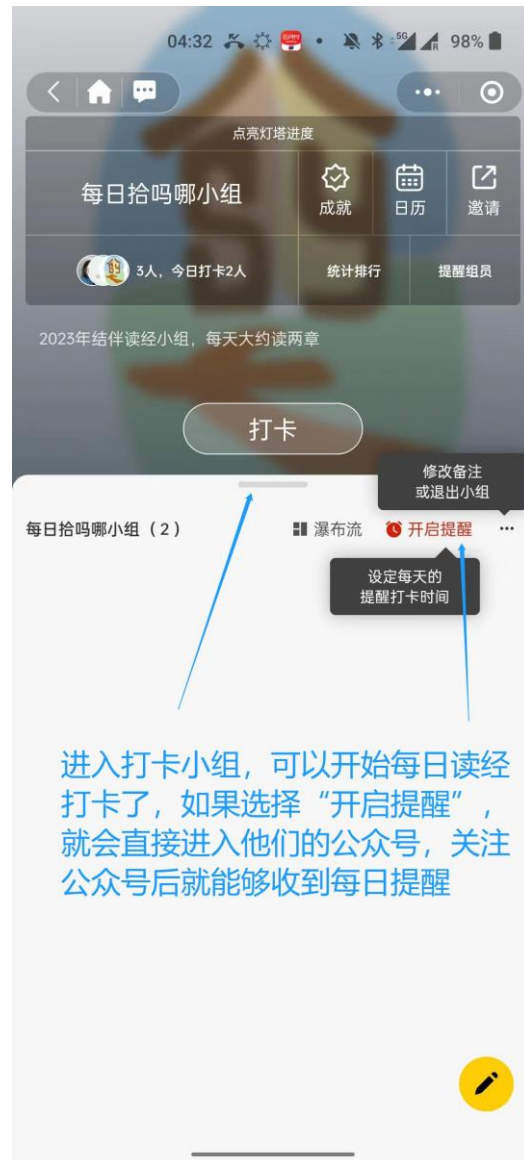 04:32
5G
R
98%
点亮灯塔进度
每日拾吗哪小组
成就
日历
邀请
3人，今日打卡2人
统计排行
提醒组员
2023年结伴读经小组，每天大约读两章
打卡
修改备注
或退出小组
每日拾吗哪小组（2）
瀑布流
开启提醒
设定每天的
提醒打卡时间
进入打卡小组，可以开始每日读经
打卡了，如果选择“开启提醒”，
就会直接进入他们的公众号，关注
公众号后就能够收到每日提醒